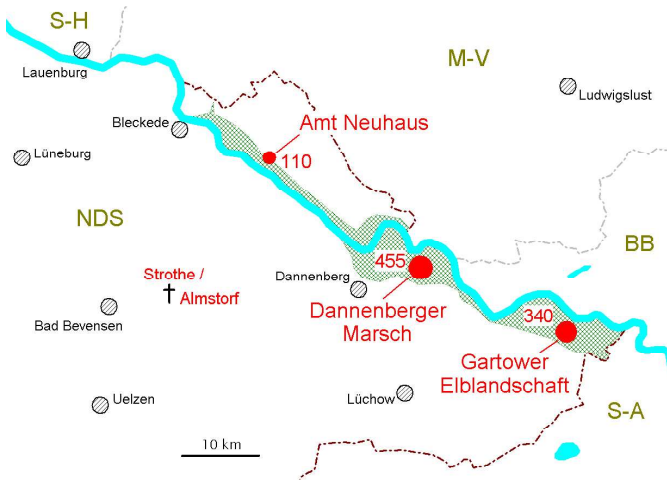 S-H
M-V
Lauenburg
Ludwigslust
Amt Neuhaus
Bleckede
110
Lüneburg
NDS
BB
455
Strothe /
Almstorf
Dannenberg
Dannenberger
Marsch
340
Bad Bevensen
Gartower
Elblandschaft
Lüchow
Uelzen
S-A
10 km